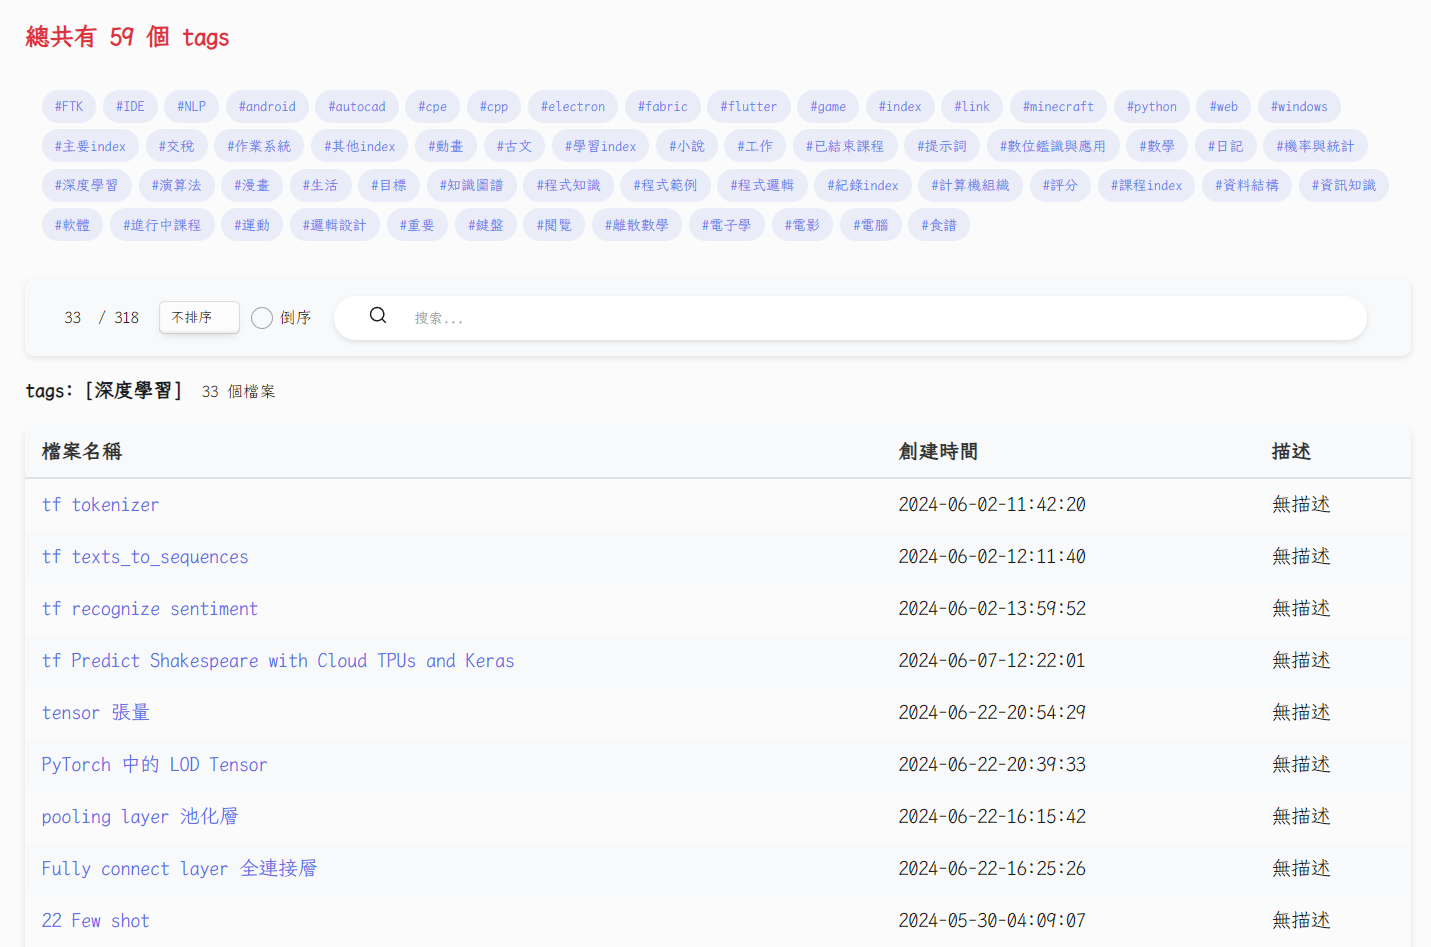 總共有 59 個 tags
#FTK #IDE #NLP #android #autocad #cpe #cpp #electron #fabric #flutter #game #index #link #minecraft #python #web #windows
#主要index #交稅 #作業系統 #其他index #動畫 #古文 #學習index #小說 #工作 #已結束課程 #提示詞 #數位鑑識與應用 #數學 #日記 #機率與統計
#深度學習 #演算法 #漫畫 #生活 #目標 #知識圖譜 #程式知識 #程式範例 #程式邏輯 #紀錄index #計算機組織 #評分 #課程index #資料結構 #資訊知識
#軟體 #進行中課程 #運動 #邏輯設計 #重要 #鍵盤 #閱覽 #離散數學 #電子學 #電影 #電腦 #食譜
33 / 318 不排序 倒序 搜索...
tags: [深度學習] 33 個檔案
檔案名稱 創建時間 描述
tf tokenizer 2024-06-02-11:42:20 無描述
tf texts_to_sequences 2024-06-02-12:11:40 無描述
tf recognize sentiment 2024-06-02-13:59:52 無描述
tf Predict Shakespeare with Cloud TPUs and Keras 2024-06-07-12:22:01 無描述
tensor 張量 2024-06-22-20:54:29 無描述
PyTorch 中的 LOD Tensor 2024-06-22-20:39:33 無描述
pooling layer 池化層 2024-06-22-16:15:42 無描述
Fully connect layer 全連接層 2024-06-22-16:25:26 無描述
22 Few shot 2024-05-30-04:09:07 無描述